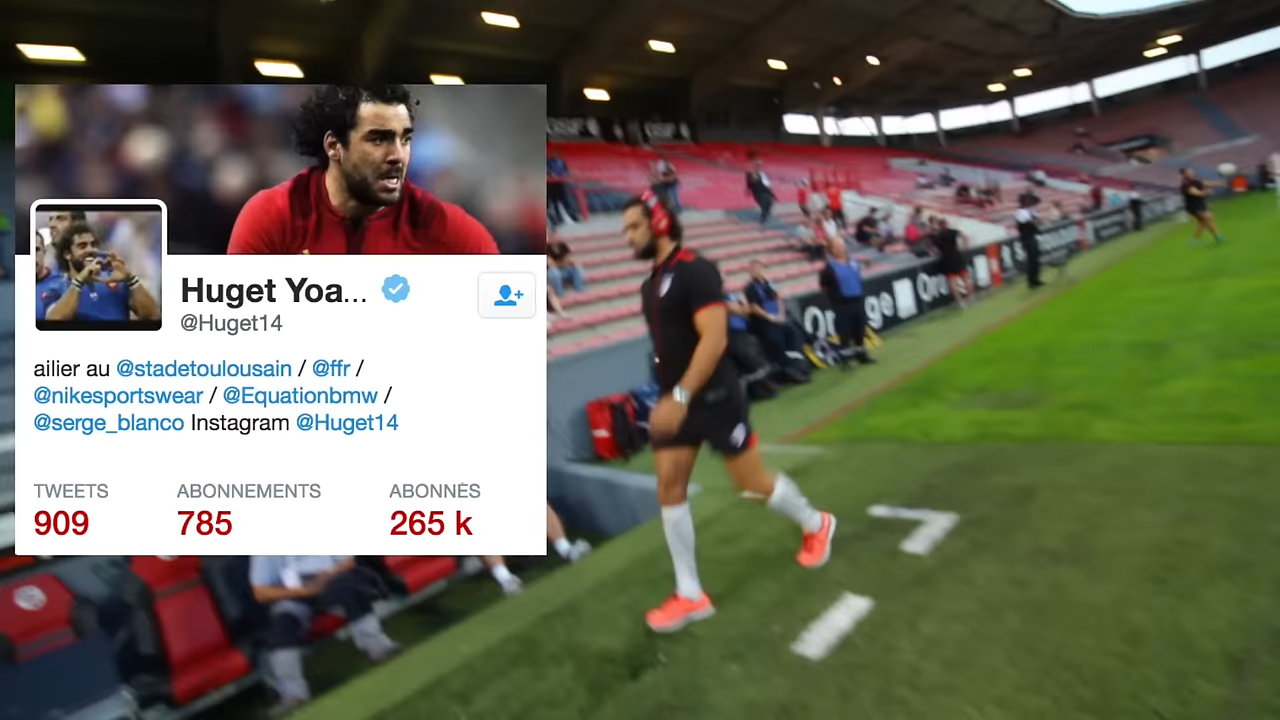 Huget Yoa...
@Huget14
ailier au @stadetoulousain / @ffr /
@nikesportswear / @Equationbmw /
@serge_blanco Instagram @Huget14
TWEETS ABONNEMENTS ABONNÉS
909 785 265 k